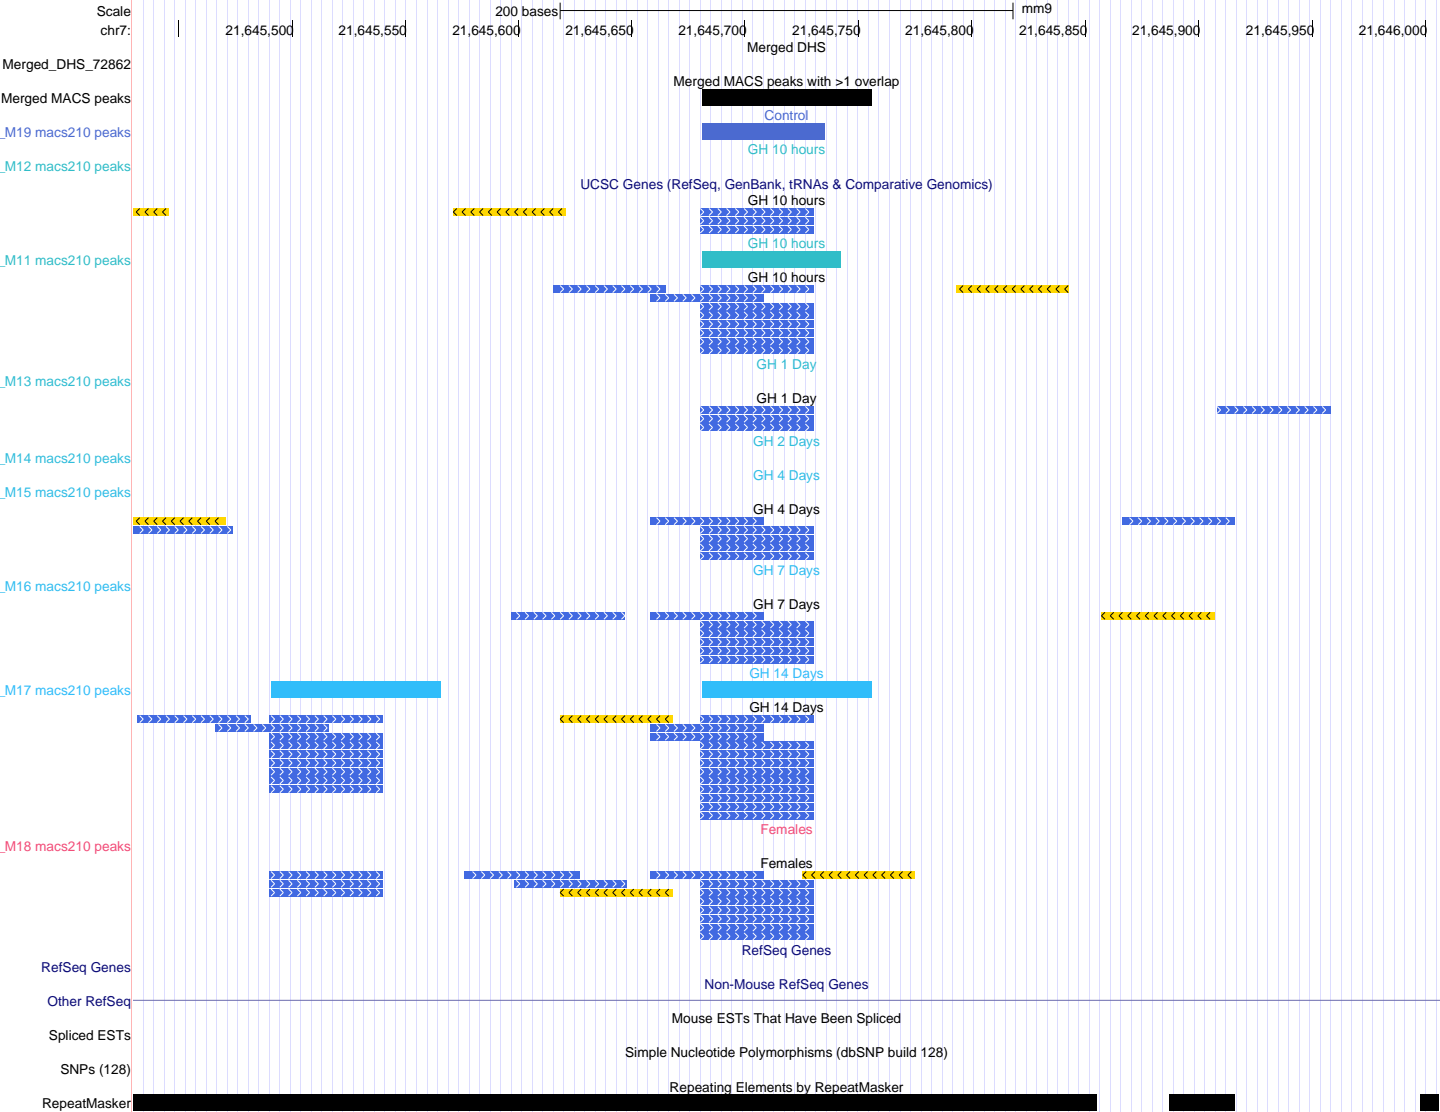 Scale 200 bases mm9
chr7: 21,645,500 21,645,550 21,645,600 21,645,650 21,645,700 21,645,750 21,645,800 21,645,850 21,645,900 21,645,950 21,646,000
Merged DHS
Merged_DHS_72862
Merged MACS peaks with >1 overlap
Merged MACS peaks
Control
_M19 macs210 peaks
GH 10 hours
_M12 macs210 peaks
UCSC Genes (RefSeq, GenBank, tRNAs & Comparative Genomics)
GH 10 hours
GH 10 hours
_M11 macs210 peaks
GH 10 hours
GH 1 Day
_M13 macs210 peaks
GH 1 Day
GH 2 Days
_M14 macs210 peaks
GH 4 Days
_M15 macs210 peaks
GH 4 Days
GH 7 Days
_M16 macs210 peaks
GH 7 Days
GH 14 Days
_M17 macs210 peaks
GH 14 Days
Females
_M18 macs210 peaks
Females
RefSeq Genes
RefSeq Genes
Non-Mouse RefSeq Genes
Other RefSeq
Mouse ESTs That Have Been Spliced
Spliced ESTs
Simple Nucleotide Polymorphisms (dbSNP build 128)
SNPs (128)
Repeating Elements by RepeatMasker
RepeatMasker